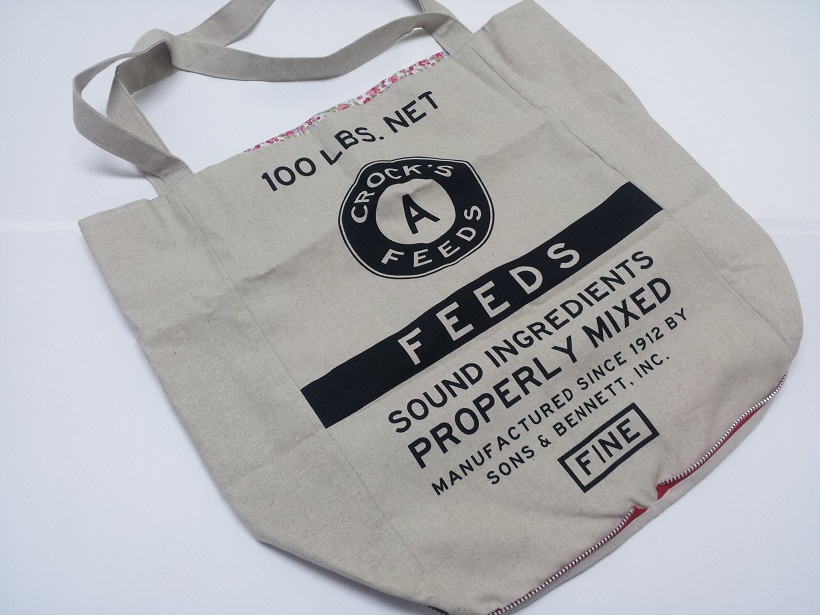 100 LBS. NET
CROCK'S
A
FEEDS
FEEDS
SOUND INGREDIENTS
PROPERLY MIXED
MANUFACTURED SINCE 1912 BY
SONS & BENNETT, INC.
FINE